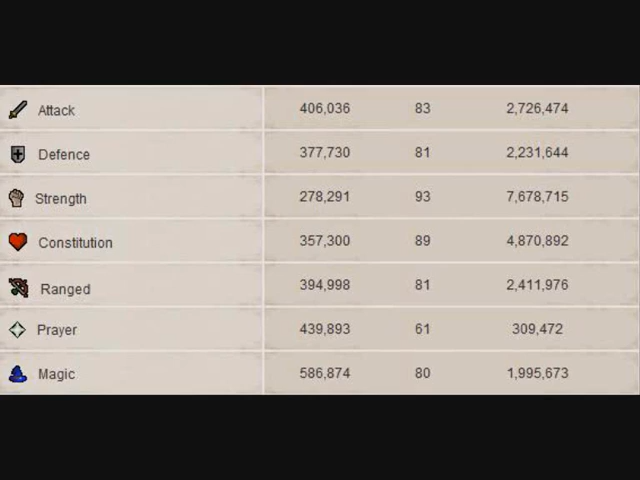 Attack 406,036 83 2,726,474
Defence 377,730 81 2,231,644
Strength 278,291 93 7,678,715
Constitution 357,300 89 4,870,892
Ranged 394,998 81 2,411,976
Prayer 439,893 61 309,472
Magic 586,874 80 1,995,673